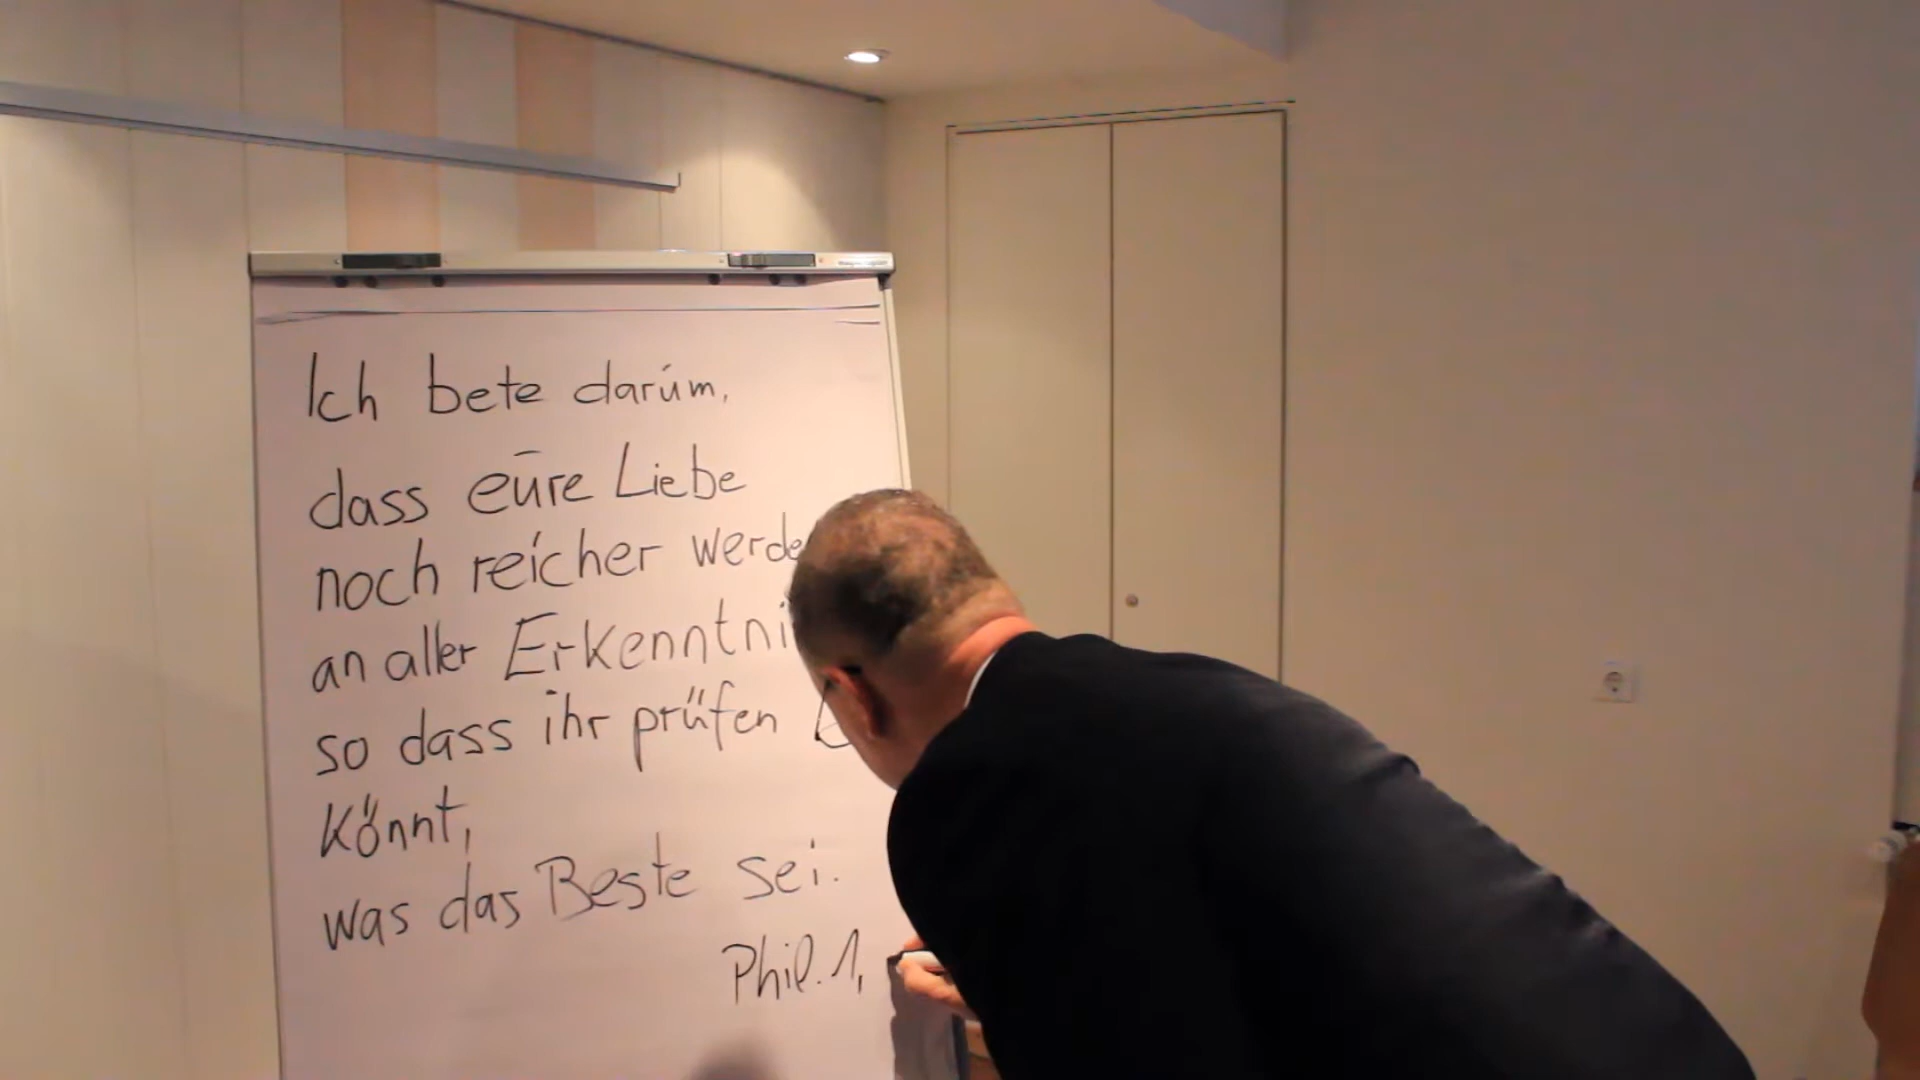 Ich bete darum,
dass eure Liebe
noch reicher werde
an aller Erkenntni
so dass ihr prüfen
könnt,
was das Beste sei.
Phil. 1,